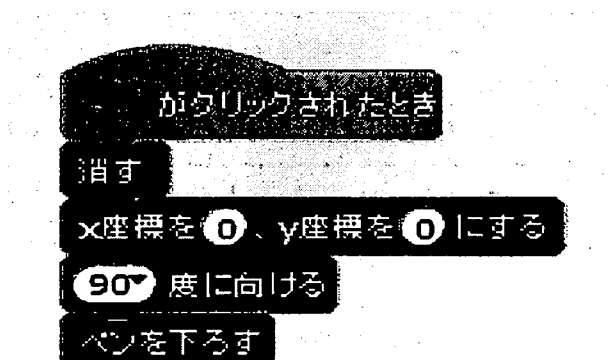 がクリックされたとき
消す
x座標を0、y座標を0にする
90▼度に向ける
ペンを下ろす